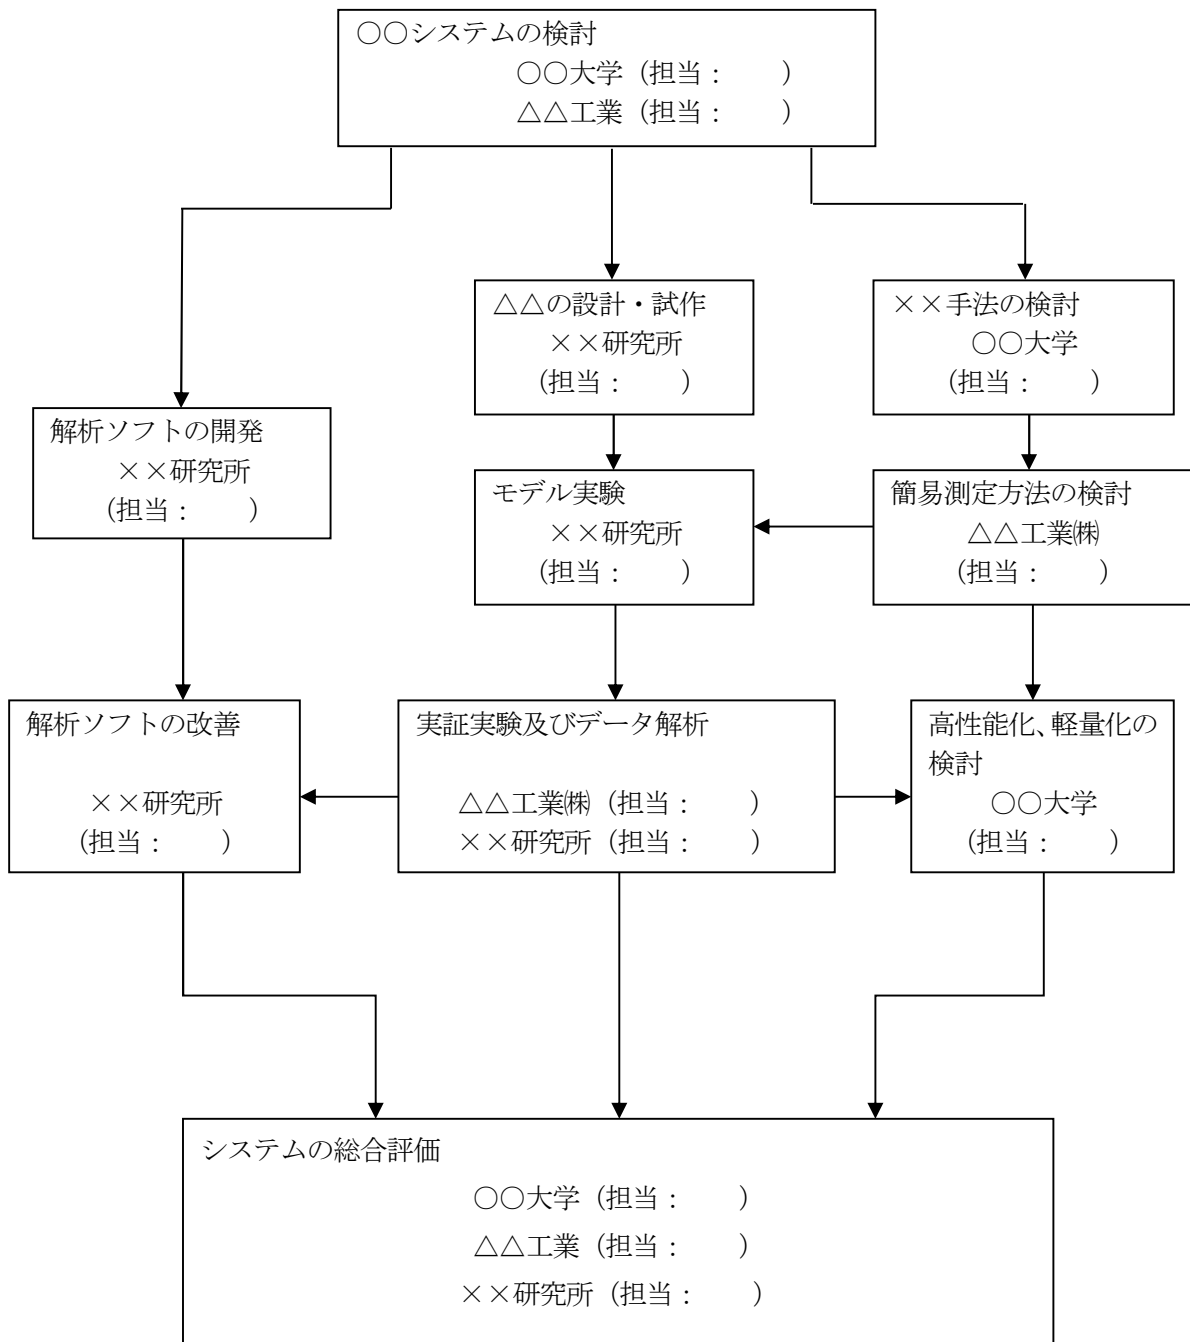 ○○システムの検討
○○大学（担当：　　）
△△工業（担当：　　）
△△の設計・試作
××研究所
（担当：　　）
××手法の検討
○○大学
（担当：　　）
解析ソフトの開発
××研究所
（担当：　　）
モデル実験
××研究所
（担当：　　）
簡易測定方法の検討
△△工業㈱
（担当：　　）
解析ソフトの改善
××研究所
（担当：　　）
実証実験及びデータ解析
△△工業㈱（担当：　　）
××研究所（担当：　　）
高性能化、軽量化の
検討
○○大学
（担当：　　）
システムの総合評価
○○大学（担当：　　）
△△工業（担当：　　）
××研究所（担当：　　）